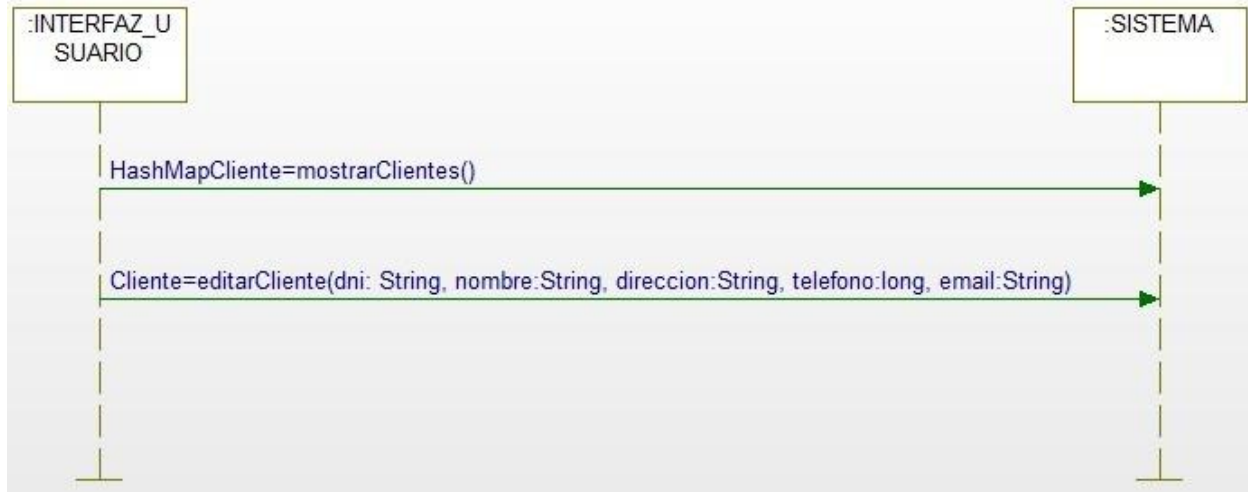 :INTERFAZ_U
SUARIO
:SISTEMA
HashMapCliente=mostrarClientes()
Cliente=editarCliente(dni: String, nombre:String, direccion:String, telefono:long, email:String)